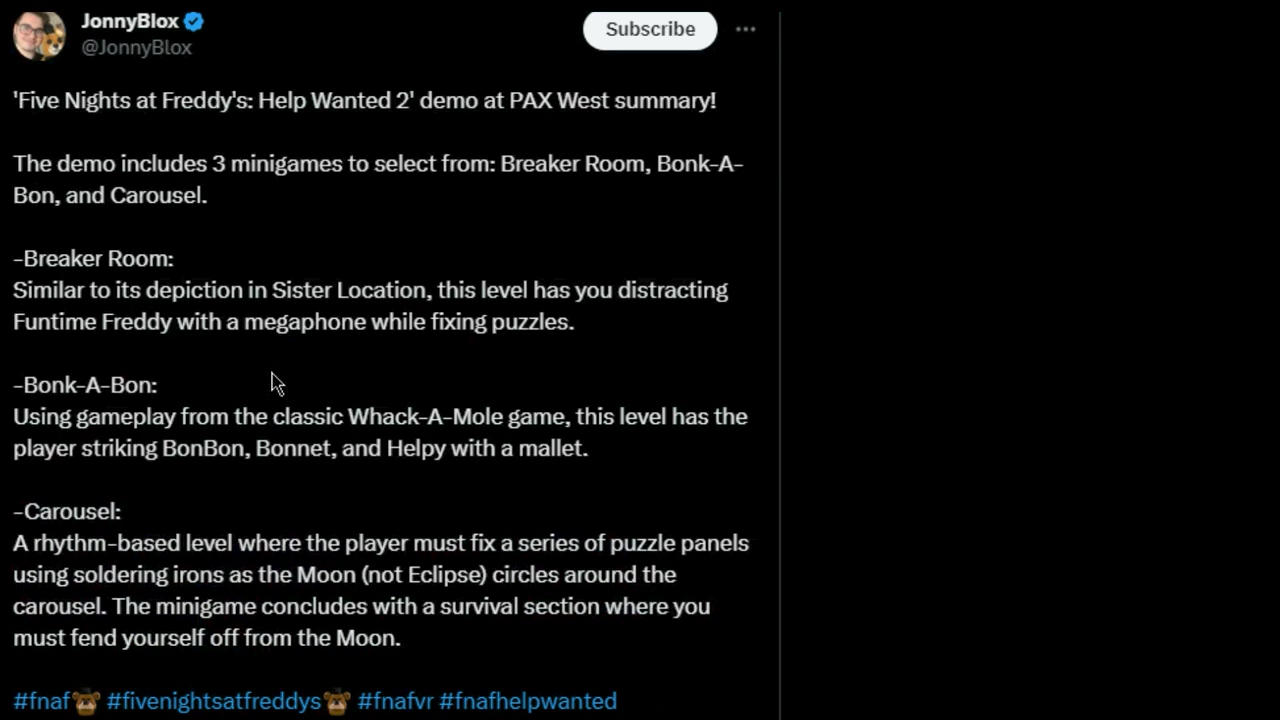 JonnyBlox
@JonnyBlox
Subscribe
'Five Nights at Freddy's: Help Wanted 2' demo at PAX West summary!
The demo includes 3 minigames to select from: Breaker Room, Bonk-A-
Bon, and Carousel.
-Breaker Room:
Similar to its depiction in Sister Location, this level has you distracting
Funtime Freddy with a megaphone while fixing puzzles.
-Bonk-A-Bon:
Using gameplay from the classic Whack-A-Mole game, this level has the
player striking BonBon, Bonnet, and Helpy with a mallet.
-Carousel:
A rhythm-based level where the player must fix a series of puzzle panels
using soldering irons as the Moon (not Eclipse) circles around the
carousel. The minigame concludes with a survival section where you
must fend yourself off from the Moon.
#fnaf #fivenightsatfreddys #fnafvr #fnafhelpwanted